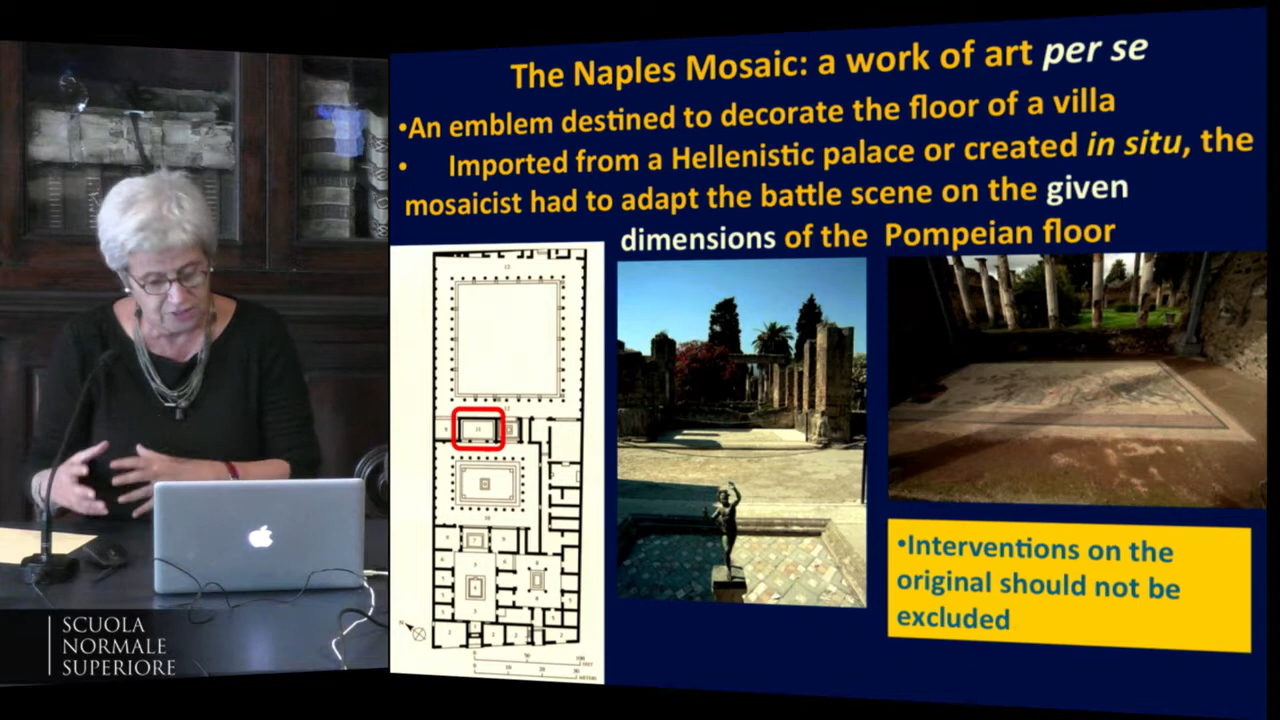 The Naples Mosaic: a work of art per se
•An emblem destined to decorate the floor of a villa
• Imported from a Hellenistic palace or created in situ, the
mosaicist had to adapt the battle scene on the given
dimensions of the Pompeian floor
•Interventions on the
original should not be
excluded
SCUOLA
NORMALE
SUPERIORE